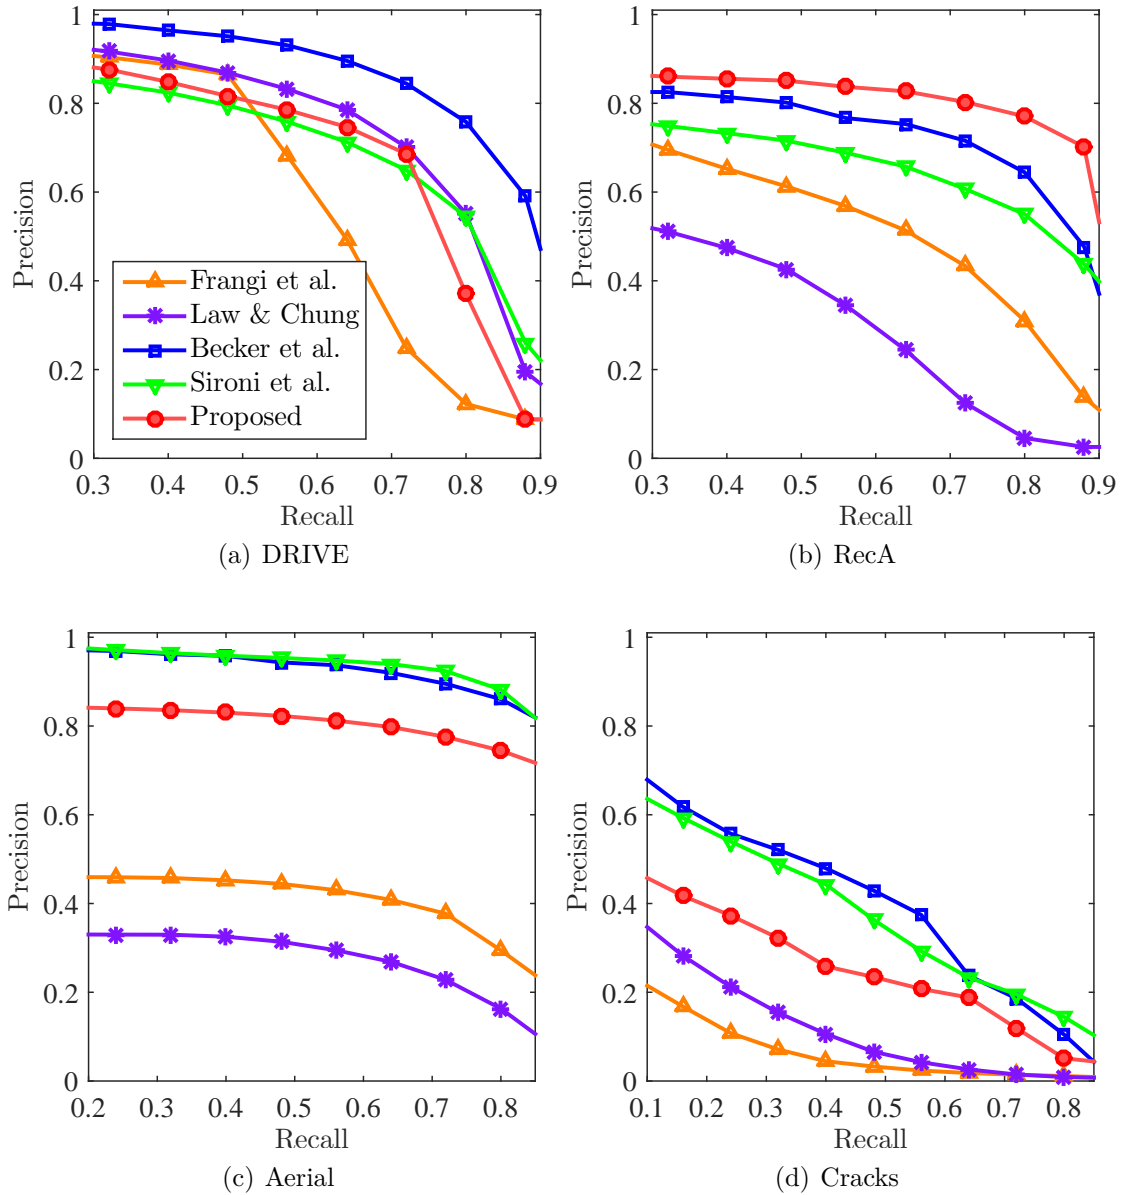 1
0.8
0.6
0.4
0.2
0
Precision
Frangi et al.
Law & Chung
Becker et al.
Sironi et al.
Proposed
0.3 0.4 0.5 0.6 0.7 0.8 0.9
Recall
(a) DRIVE
1
0.8
0.6
0.4
0.2
0
Precision
0.3 0.4 0.5 0.6 0.7 0.8 0.9
Recall
(b) RecA
1
0.8
0.6
0.4
0.2
0
Precision
0.2 0.3 0.4 0.5 0.6 0.7 0.8
Recall
(c) Aerial
1
0.8
0.6
0.4
0.2
0
Precision
0.1 0.2 0.3 0.4 0.5 0.6 0.7 0.8
Recall
(d) Cracks